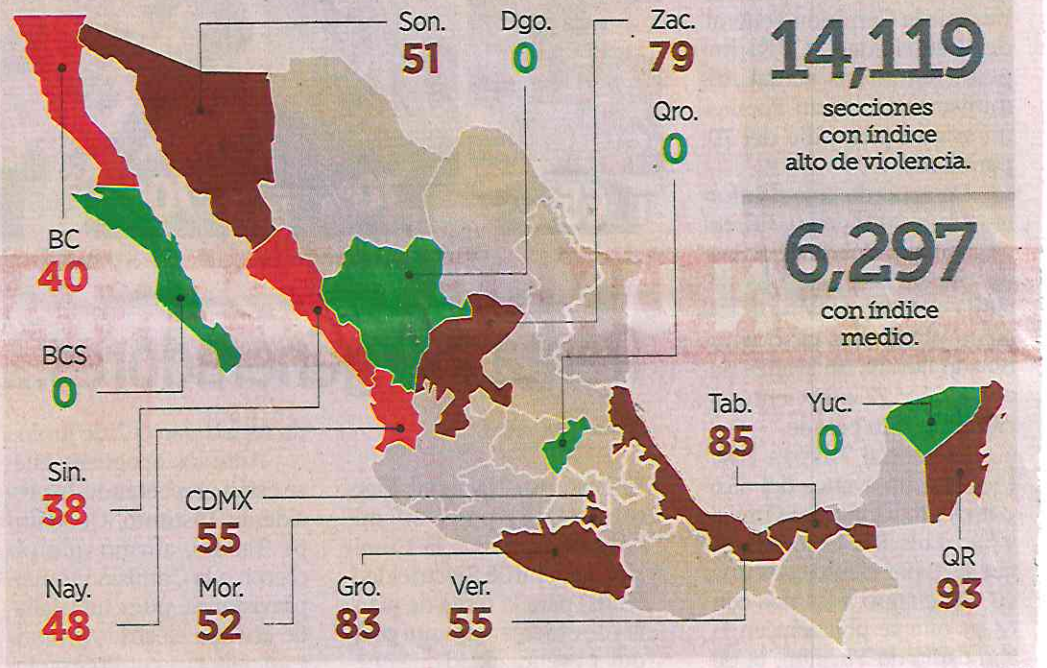 Son.
51
Dgo.
0
Zac.
79
Qro.
0
14,119
secciones
con índice
alto de violencia.
6,297
con índice
medio.
BC
40
BCS
0
Sin.
38
Nay.
48
CDMX
55
Mor.
52
Gro.
83
Ver.
55
Tab.
85
Yuc.
0
QR
93